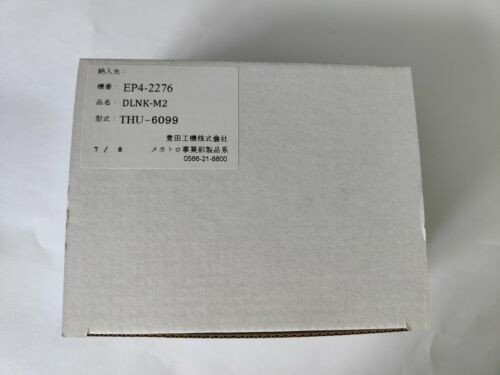 納入先:
機番: EP4-2276
品名: DLNK-M2
型式: THU-6099
豊田工機株式会社
7 / 8 メカトロ事業部製品系
0566-21-8600